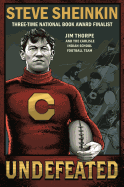 STEVE SHEINKIN
THREE-TIME NATIONAL BOOK AWARD FINALIST
JIM THORPE
AND THE CARLISLE
INDIAN SCHOOL
FOOTBALL TEAM
C
UNDEFEATED